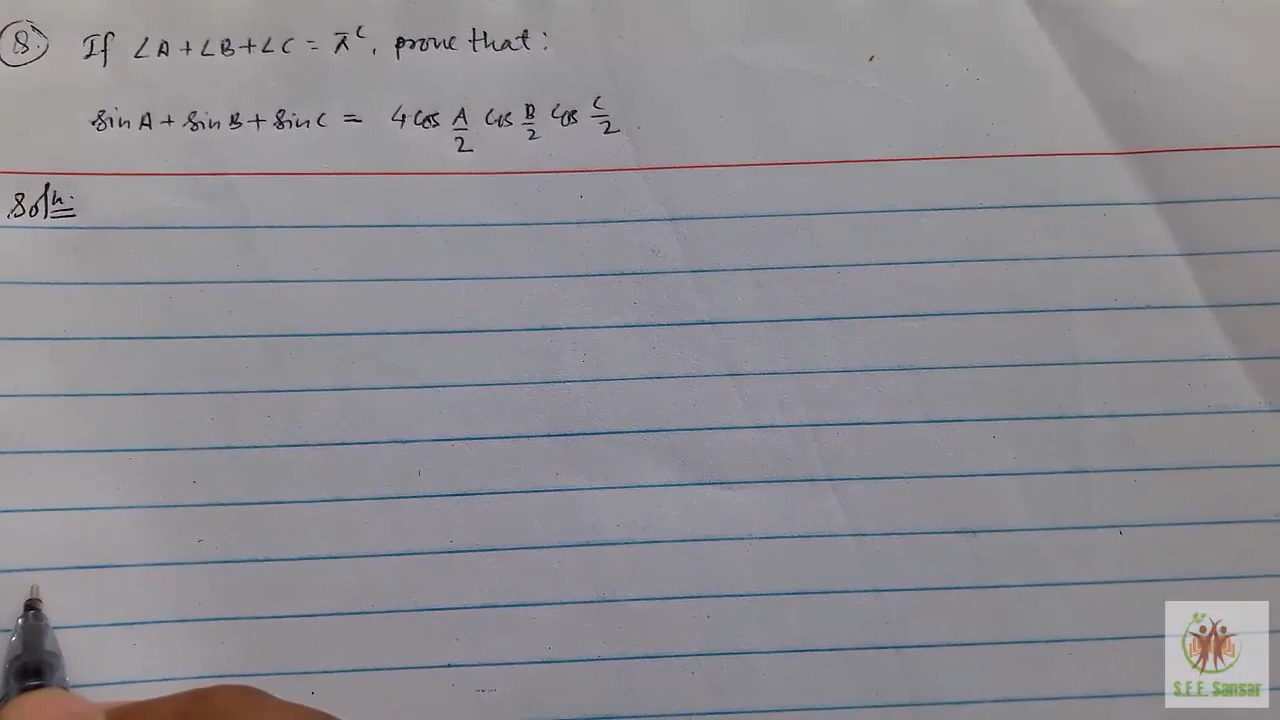 8. If ∠A + ∠B + ∠C = π^c, prove that:
sin A + sin B + sin C = 4 cos A/2 cos B/2 cos C/2
Soln.
S.E.E. Sansar